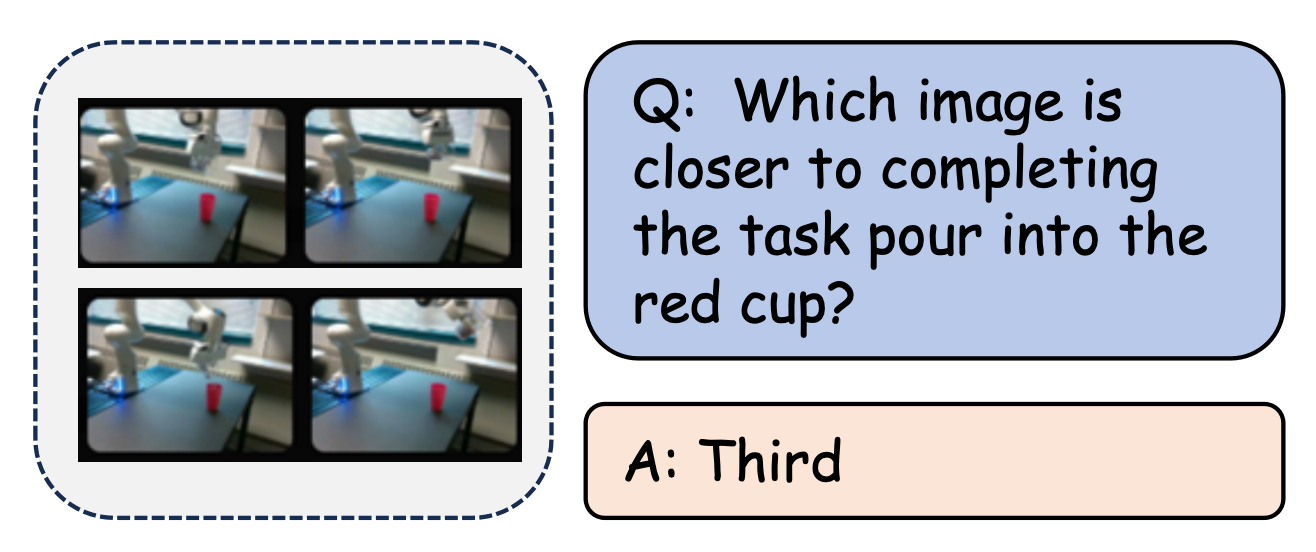 Q: Which image is
closer to completing
the task pour into the
red cup?
A: Third